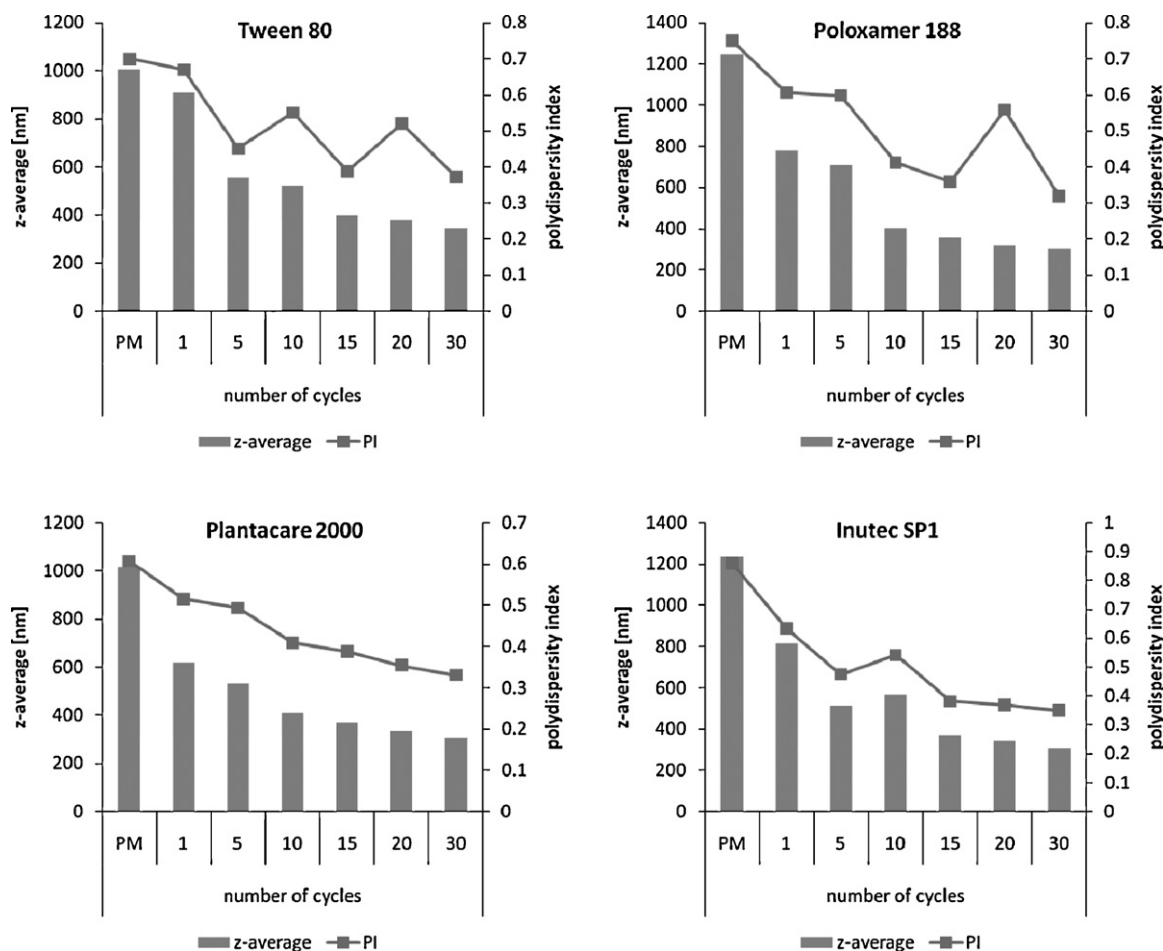 Tween 80
z-average [nm]
1200
1000
800
600
400
200
0
polydispersity index
0.8
0.7
0.6
0.5
0.4
0.3
0.2
0.1
0
PM 1 5 10 15 20 30
number of cycles
z-average PI
Poloxamer 188
z-average [nm]
1400
1200
1000
800
600
400
200
0
polydispersity index
0.8
0.7
0.6
0.5
0.4
0.3
0.2
0.1
0
PM 1 5 10 15 20 30
number of cycles
z-average PI
Plantacare 2000
z-average [nm]
1200
1000
800
600
400
200
0
polydispersity index
0.7
0.6
0.5
0.4
0.3
0.2
0.1
0
PM 1 5 10 15 20 30
number of cycles
z-average PI
Inutec SP1
z-average [nm]
1400
1200
1000
800
600
400
200
0
polydispersity index
1
0.9
0.8
0.7
0.6
0.5
0.4
0.3
0.2
0.1
0
PM 1 5 10 15 20 30
number of cycles
z-average PI